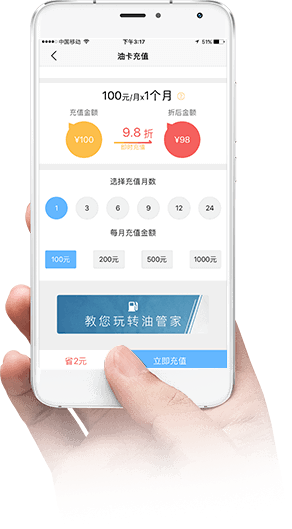 中国移动 下午3:17 51%
油卡充值
100元/月x1个月
充值金额 折后金额
¥100 9.8 折 ¥98
即时充值
选择充值月数
1 3 6 9 12 24
每月充值金额
100元 200元 500元 1000元
教您玩转油管家
省2元 立即充值